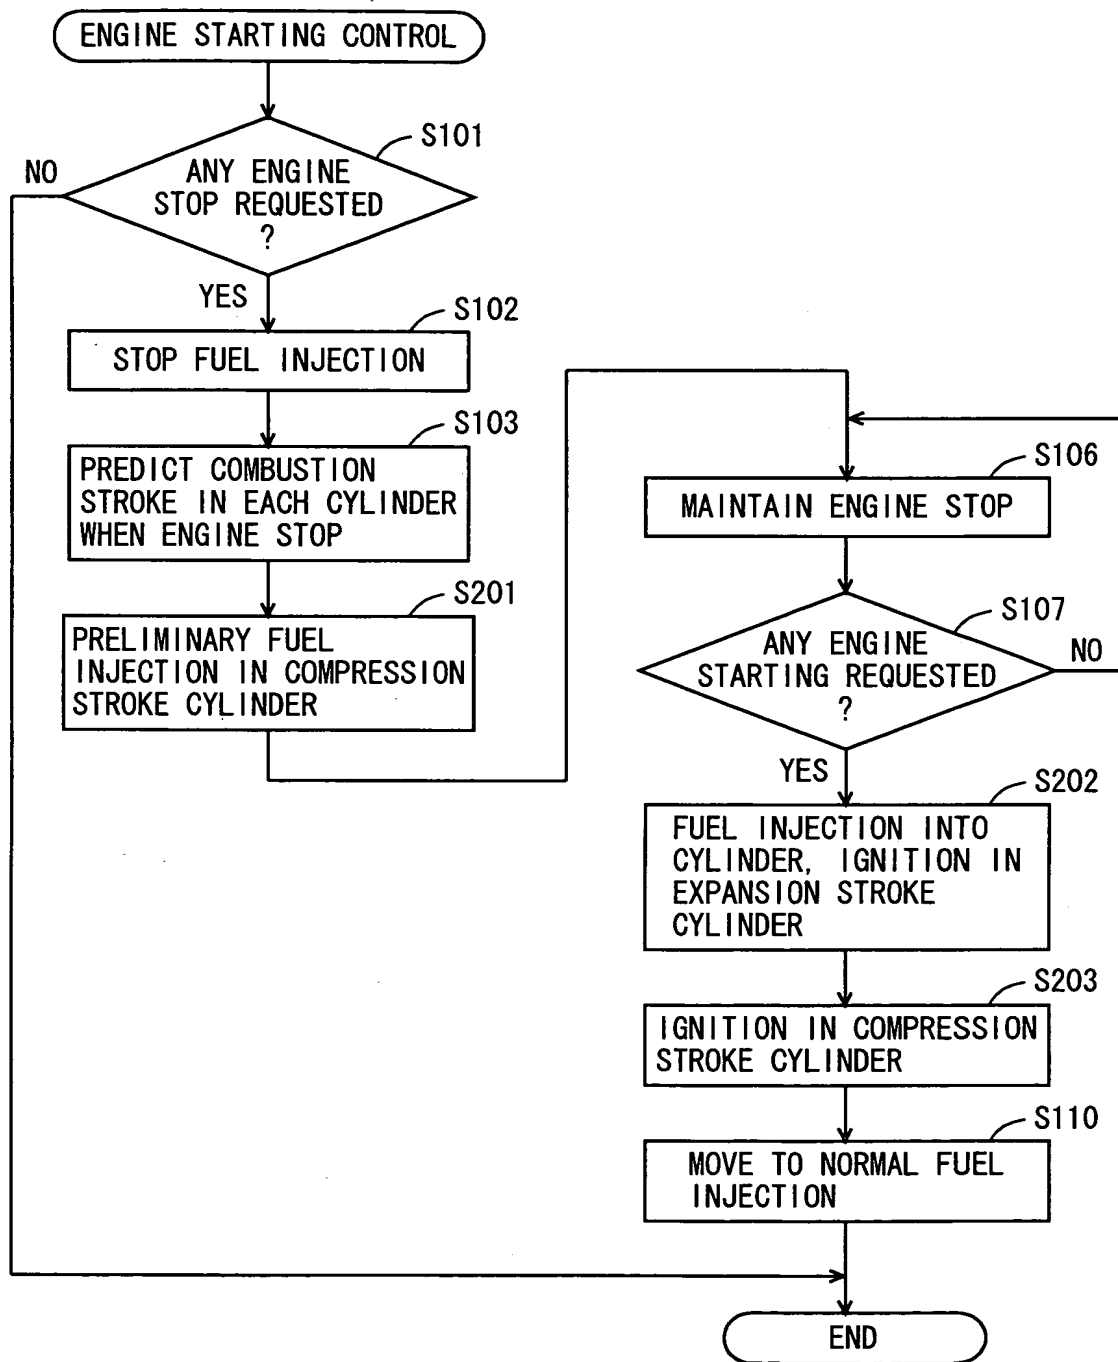 ENGINE STARTING CONTROL
S101
NO
ANY ENGINE
STOP REQUESTED
?
YES
S102
STOP FUEL INJECTION
S103
PREDICT COMBUSTION
STROKE IN EACH CYLINDER
WHEN ENGINE STOP
S201
PRELIMINARY FUEL
INJECTION IN COMPRESSION
STROKE CYLINDER
S106
MAINTAIN ENGINE STOP
S107
ANY ENGINE
STARTING REQUESTED
?
NO
YES
S202
FUEL INJECTION INTO
CYLINDER, IGNITION IN
EXPANSION STROKE
CYLINDER
S203
IGNITION IN COMPRESSION
STROKE CYLINDER
S110
MOVE TO NORMAL FUEL
INJECTION
END